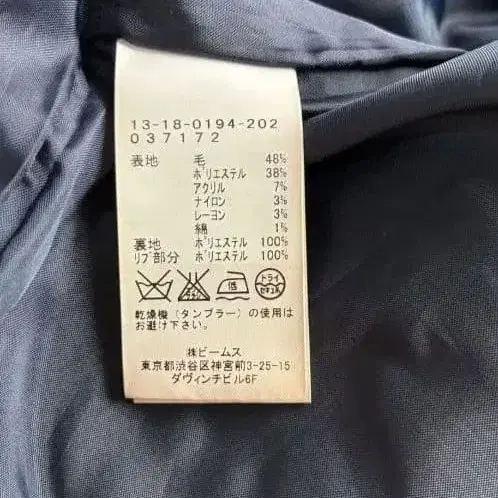 13-18-0194-202
037172
表地 毛 48%
ポリエステル 38%
アクリル 7%
ナイロン 3%
レーヨン 3%
綿 1%
裏地 ポリエステル 100%
リブ部分 ポリエステル 100%
低 ドライ セキユ系
乾燥機(タンブラー)の使用は
お避け下さい。
㈱ビームス
東京都渋谷区神宮前3-25-15
ダヴィンチビル6F